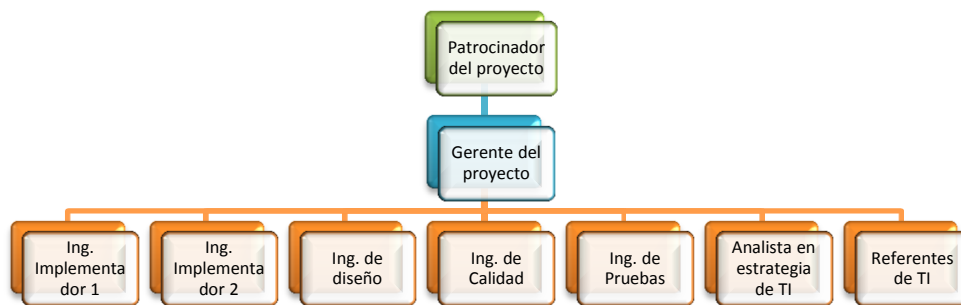 Patrocinador
del proyecto
Gerente del
proyecto
Ing.
Implementa
dor 1
Ing.
Implementa
dor 2
Ing. de
diseño
Ing. de
Calidad
Ing. de
Pruebas
Analista en
estrategia
de TI
Referentes
de TI